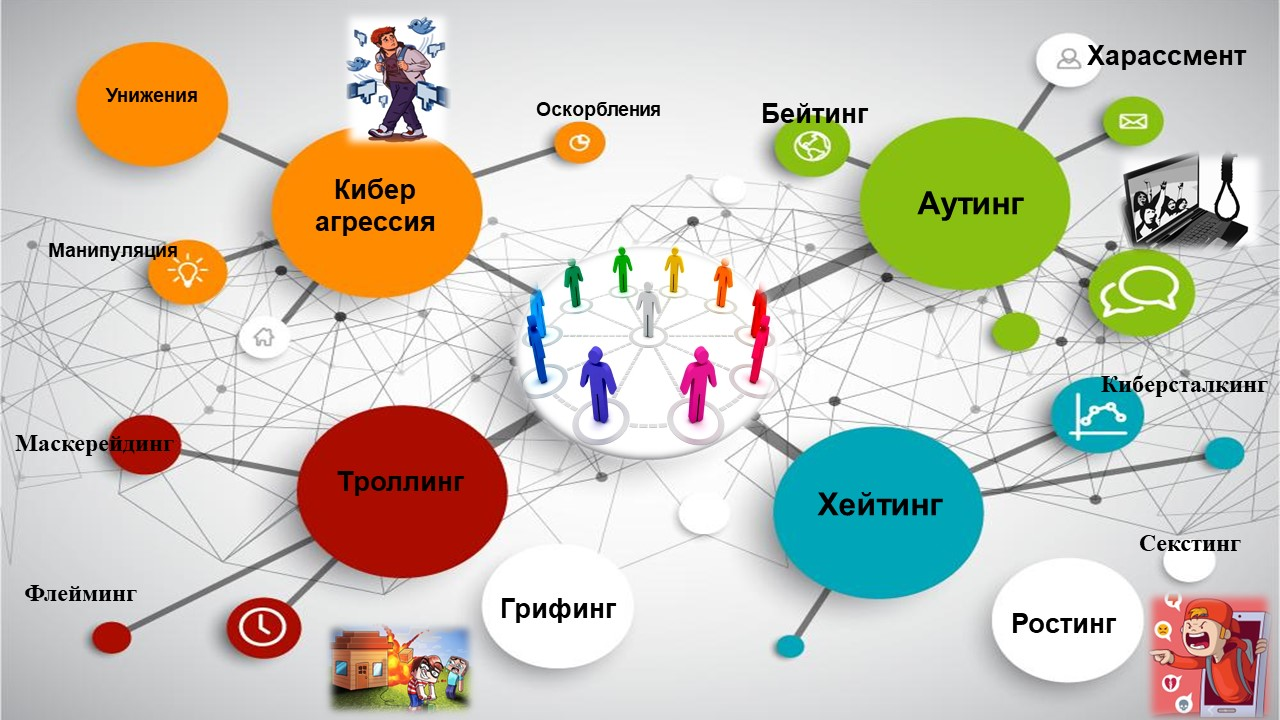 Харассмент
Унижения
Оскорбления
Бейтинг
Кибер
агрессия
Аутинг
Манипуляция
Киберсталкинг
Маскерейдинг
Троллинг
Хейтинг
Секстинг
Флейминг
Грифинг
Ростинг